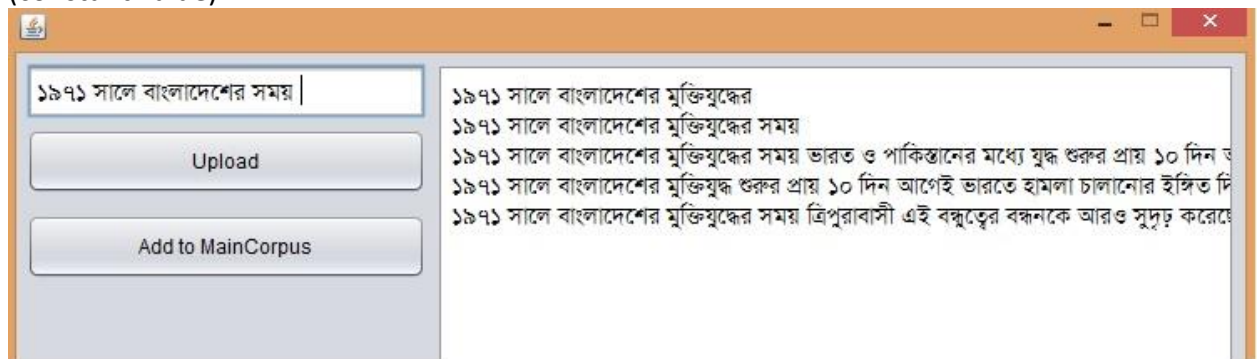 ১৯৭১ সালে বাংলাদেশের সময়
Upload
Add to MainCorpus
১৯৭১ সালে বাংলাদেশের মুক্তিযুদ্ধের
১৯৭১ সালে বাংলাদেশের মুক্তিযুদ্ধের সময়
১৯৭১ সালে বাংলাদেশের মুক্তিযুদ্ধের সময় ভারত ও পাকিস্তানের মধ্যে যুদ্ধ শুরুর প্রায় ১০ দিন
১৯৭১ সালে বাংলাদেশের মুক্তিযুদ্ধ শুরুর প্রায় ১০ দিন আগেই ভারতে হামলা চালানোর ইঙ্গিত
১৯৭১ সালে বাংলাদেশের মুক্তিযুদ্ধের সময় ত্রিপুরাবাসী এই বন্ধুত্বের বন্ধনকে আরও সুদৃঢ়